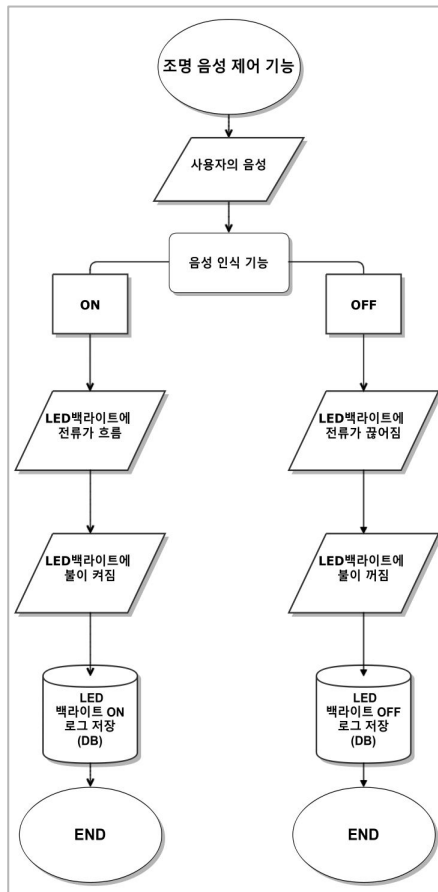 조명 음성 제어 기능
사용자의 음성
음성 인식 기능
ON
OFF
LED백라이트에
전류가 흐름
LED백라이트에
전류가 끊어짐
LED백라이트에
불이 켜짐
LED백라이트에
불이 꺼짐
LED
백라이트 ON
로그 저장
(DB)
LED
백라이트 OFF
로그 저장
(DB)
END
END